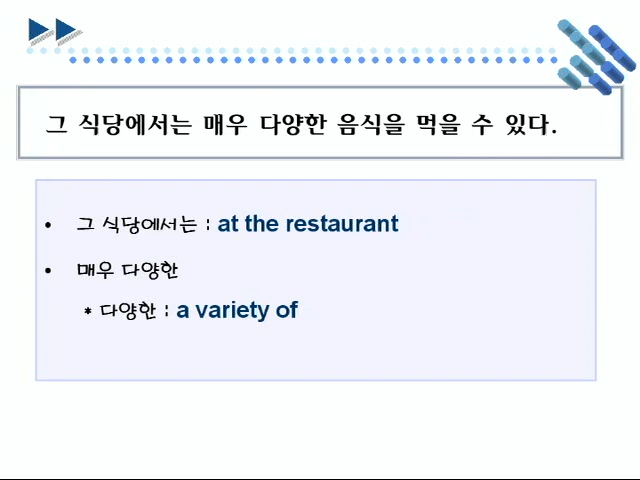 그 식당에서는 매우 다양한 음식을 먹을 수 있다.
• 그 식당에서는 : at the restaurant
• 매우 다양한
* 다양한 : a variety of